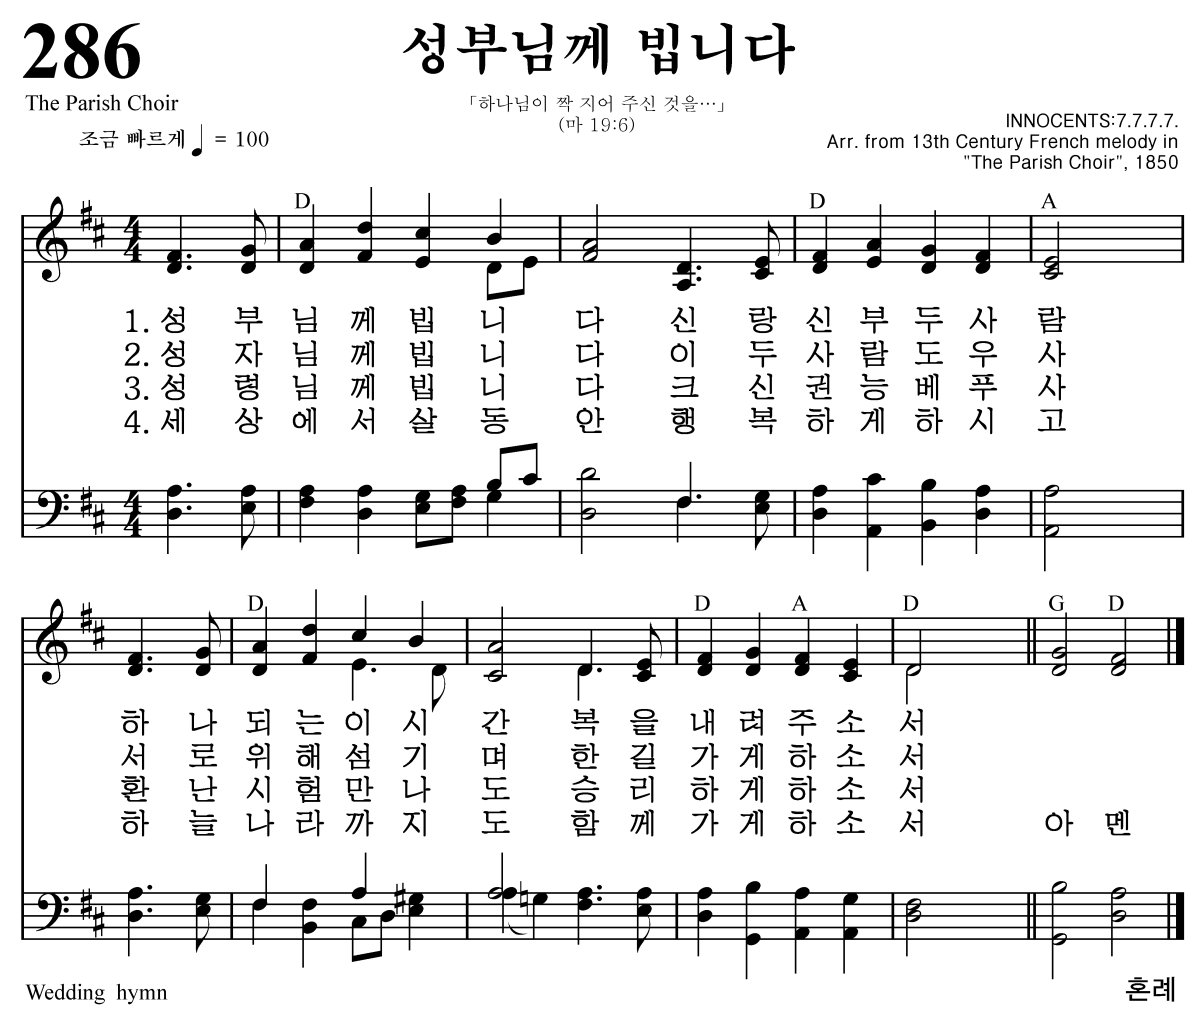 286
성부님께 빕니다
The Parish Choir
「하나님이 짝 지어 주신 것을…」
(마 19:6)
조금 빠르게 ♩ = 100
INNOCENTS:7.7.7.7.
Arr. from 13th Century French melody in
"The Parish Choir", 1850
D D A
1. 성 부 님 께 빕 니 다 신 랑 신 부 두 사 람
2. 성 자 님 께 빕 니 다 이 두 사 람 도 우 사
3. 성 령 님 께 빕 니 다 크 신 권 능 베 푸 사
4. 세 상 에 서 살 동 안 행 복 하 게 하 시 고
D D A D G D
하 나 되 는 이 시 간 복 을 내 려 주 소 서
서 로 위 해 섬 기 며 한 길 가 게 하 소 서
환 난 시 험 만 나 도 승 리 하 게 하 소 서
하 늘 나 라 까 지 도 함 께 가 게 하 소 서 아 멘
Wedding hymn
혼례